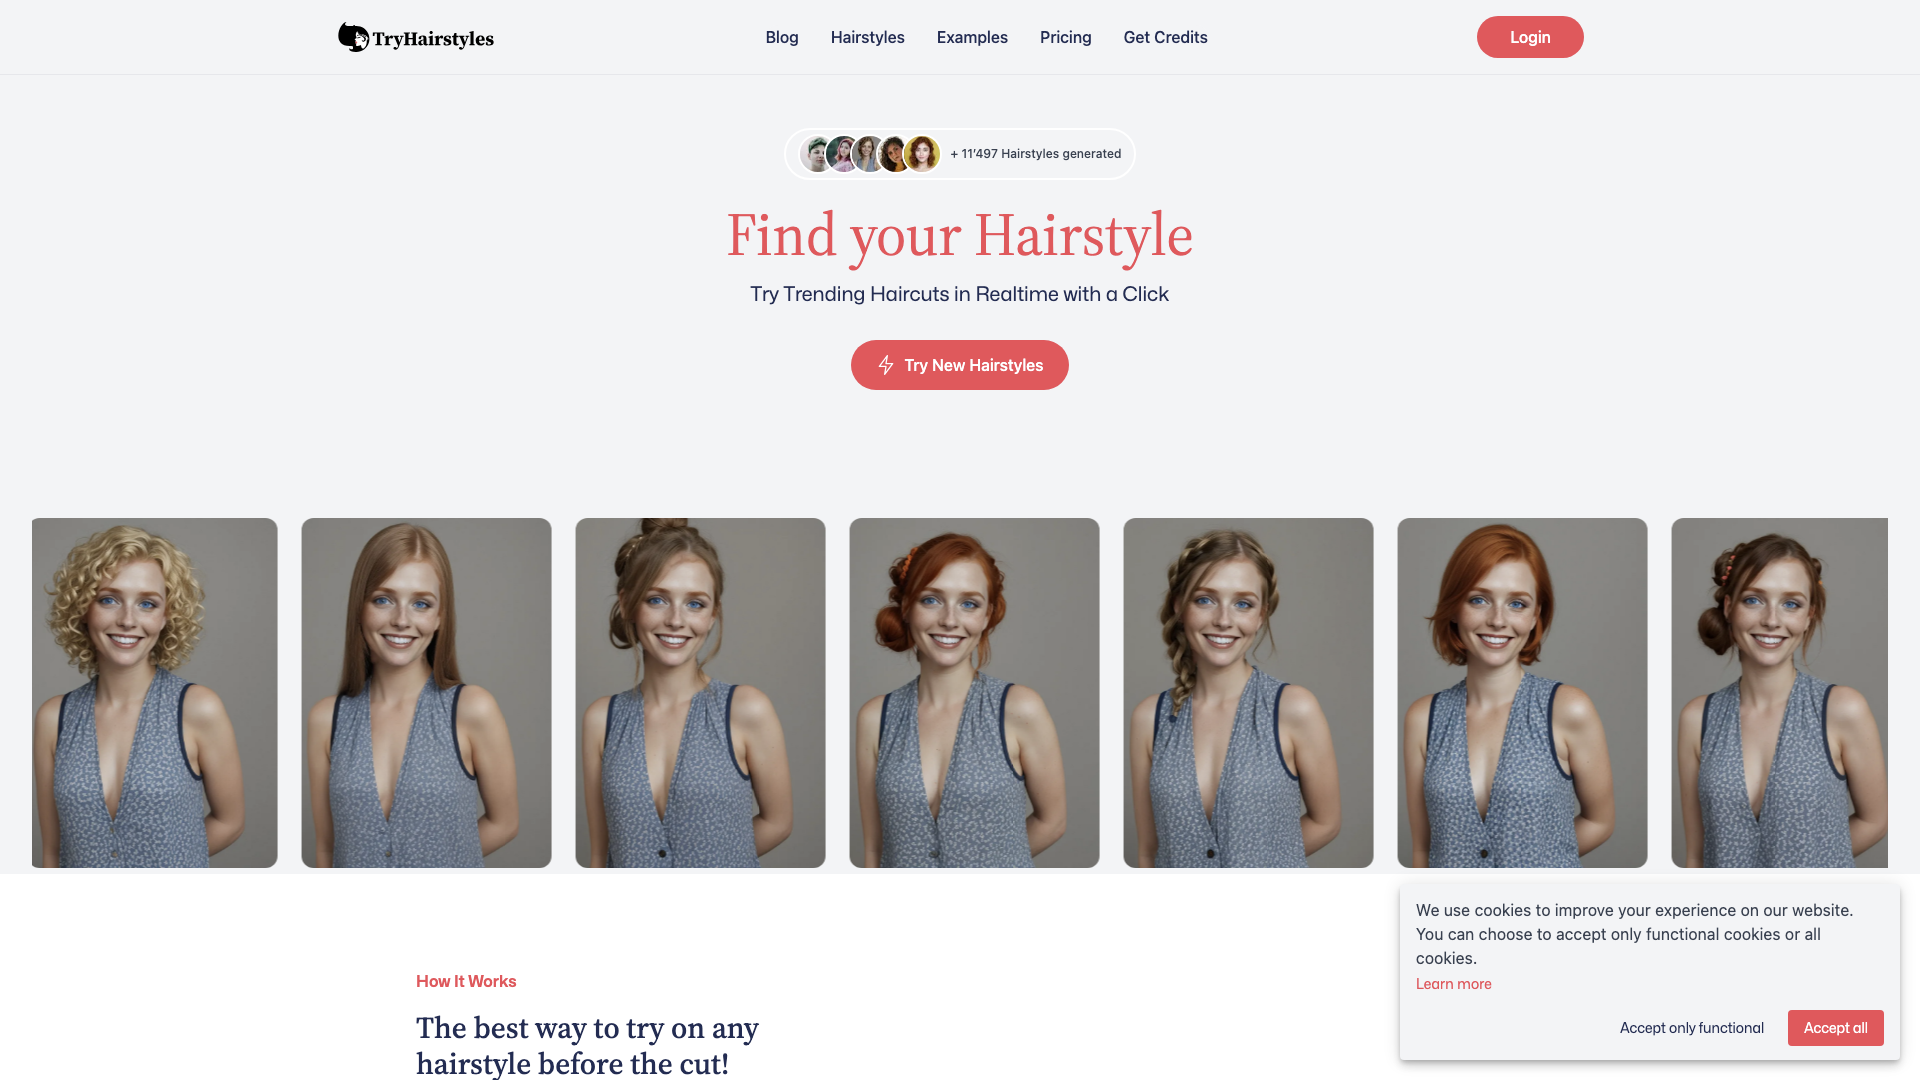 TryHairstyles
Blog
Hairstyles
Examples
Pricing
Get Credits
Login
+ 11’497 Hairstyles generated
Find your Hairstyle
Try Trending Haircuts in Realtime with a Click
Try New Hairstyles
How It Works
The best way to try on any
hairstyle before the cut!
We use cookies to improve your experience on our website.
You can choose to accept only functional cookies or all
cookies.
Learn more
Accept only functional
Accept all